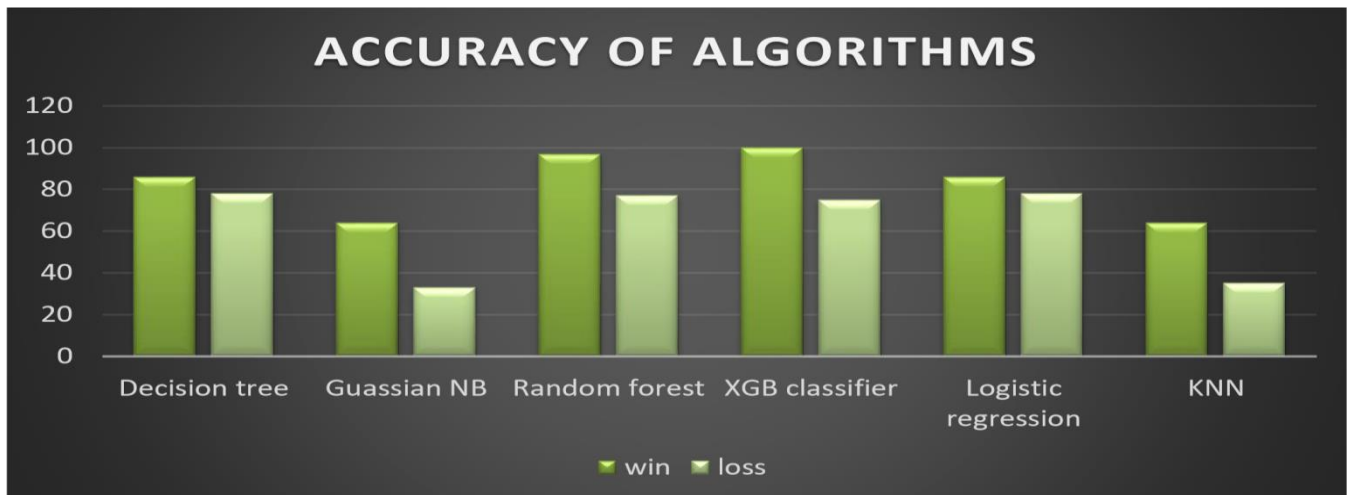 ACCURACY OF ALGORITHMS
120
100
80
60
40
20
0
Decision tree
Guassian NB
Random forest
XGB classifier
Logistic
regression
KNN
win
loss